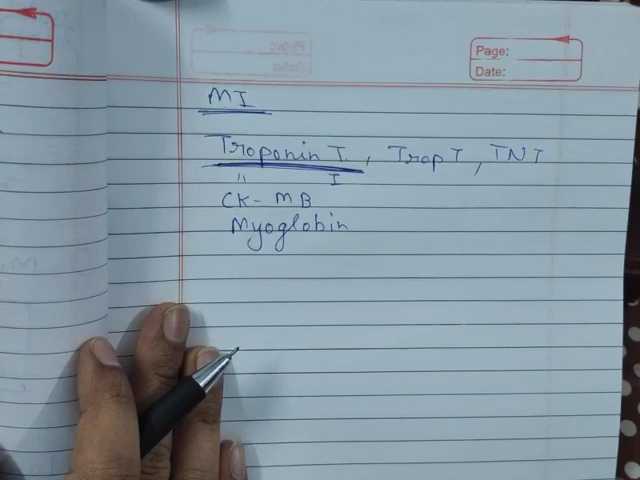 Page:
Date:
MI
Troponin T, Trop T, TNT
" I
CK-MB
Myoglobin